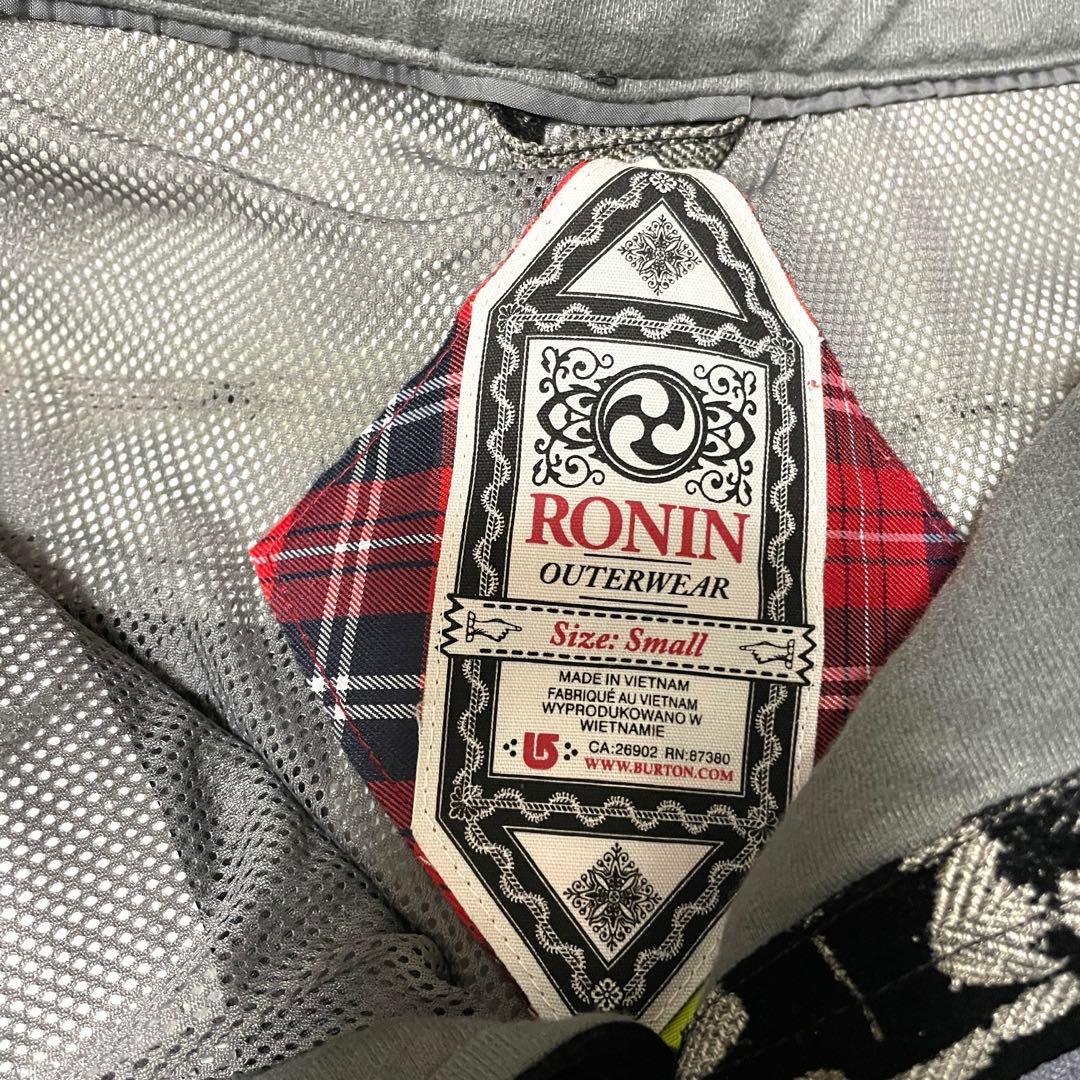 RONIN
OUTERWEAR
Size: Small
MADE IN VIETNAM
FABRIQUÉ AU VIETNAM
WYPRODUKOWANO W
WIETNAMIE
CA:26902 RN:87380
WWW.BURTON.COM